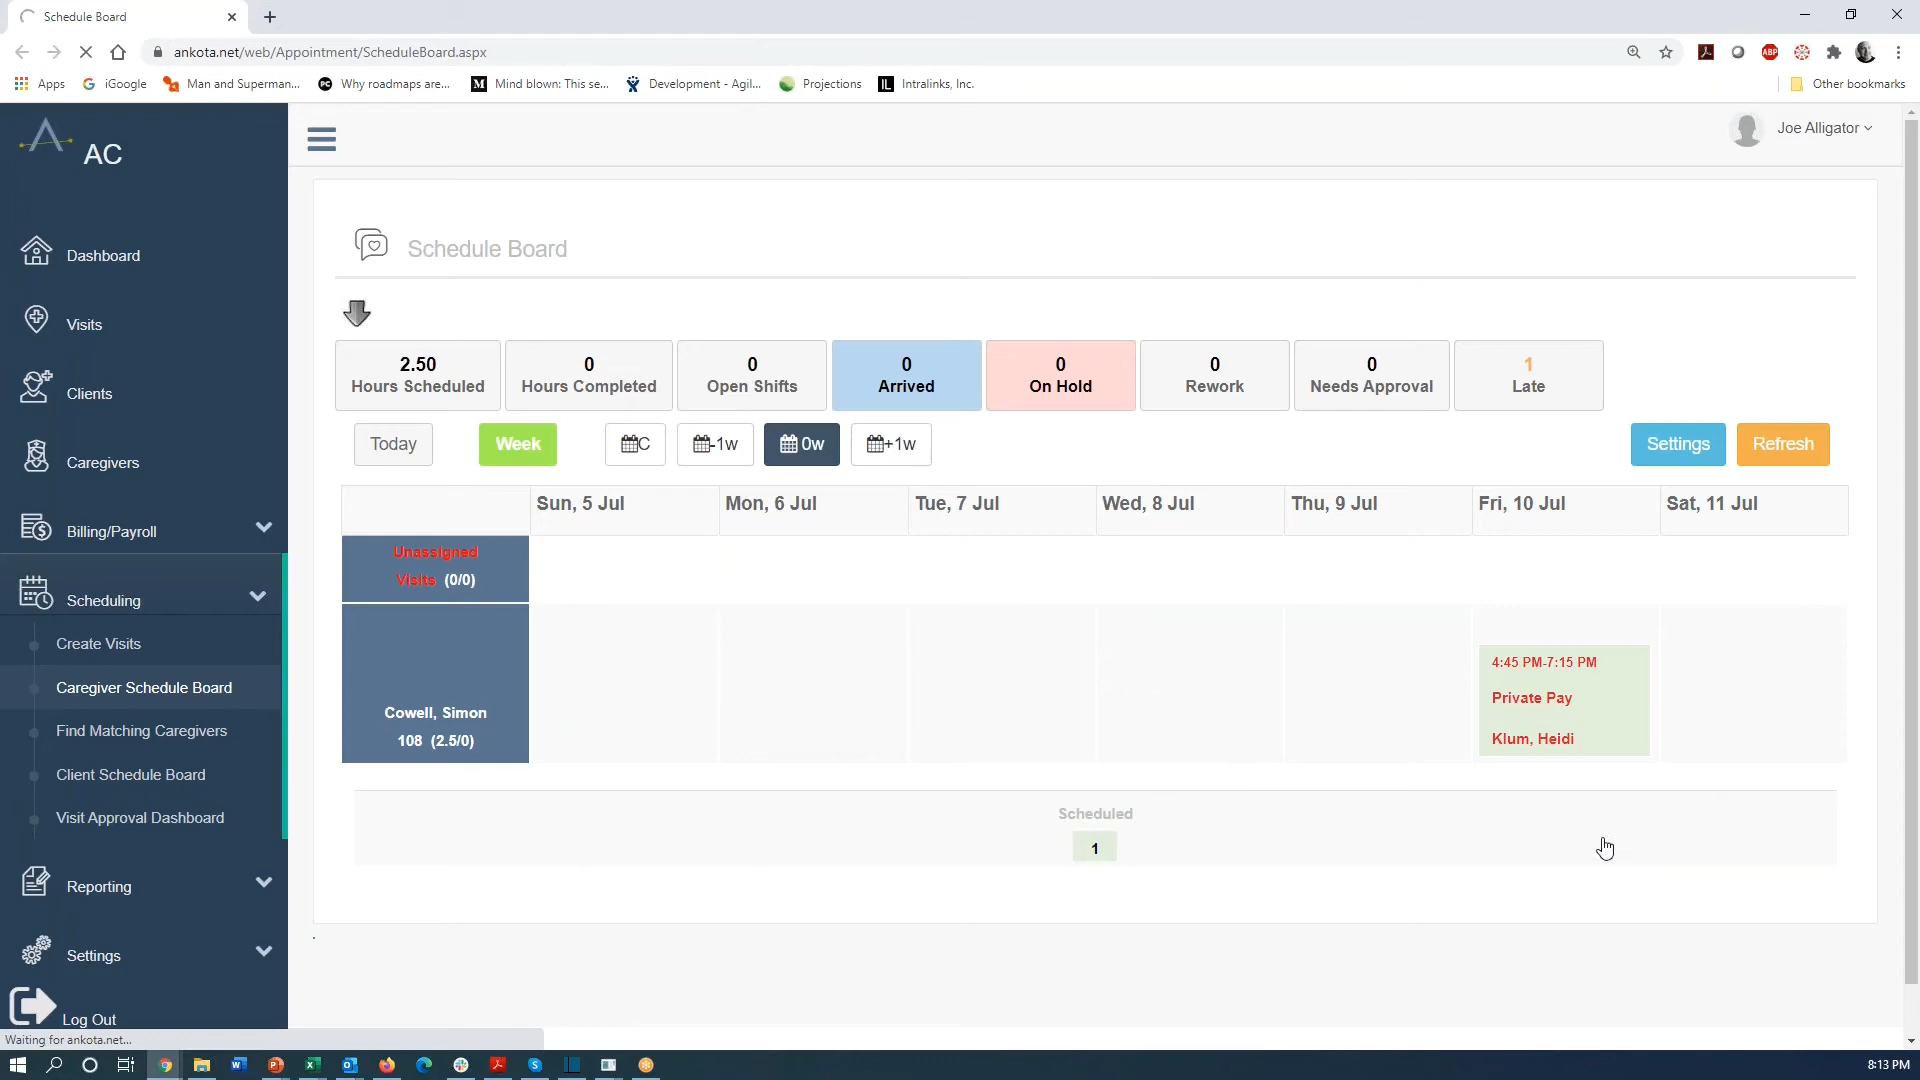 Schedule Board
ankota.net/web/Appointment/ScheduleBoard.aspx
ABP
Apps
iGoogle
Man and Superman...
Why roadmaps are...
Mind blown: This se...
Development - Agil...
Projections
Intralinks, Inc.
Other bookmarks
AC
Joe Alligator
Dashboard
Visits
Clients
Caregivers
Billing/Payroll
Scheduling
Create Visits
Caregiver Schedule Board
Find Matching Caregivers
Client Schedule Board
Visit Approval Dashboard
Reporting
Settings
Log Out
Schedule Board
2.50
Hours Scheduled
0
Hours Completed
0
Open Shifts
0
Arrived
0
On Hold
0
Rework
0
Needs Approval
1
Late
Today
Week
C
-1w
0w
+1w
Settings
Refresh
Sun, 5 Jul
Mon, 6 Jul
Tue, 7 Jul
Wed, 8 Jul
Thu, 9 Jul
Fri, 10 Jul
Sat, 11 Jul
Unassigned
Visits (0/0)
Cowell, Simon
108 (2.5/0)
4:45 PM-7:15 PM
Private Pay
Klum, Heidi
Scheduled
1
Waiting for ankota.net...
8:13 PM